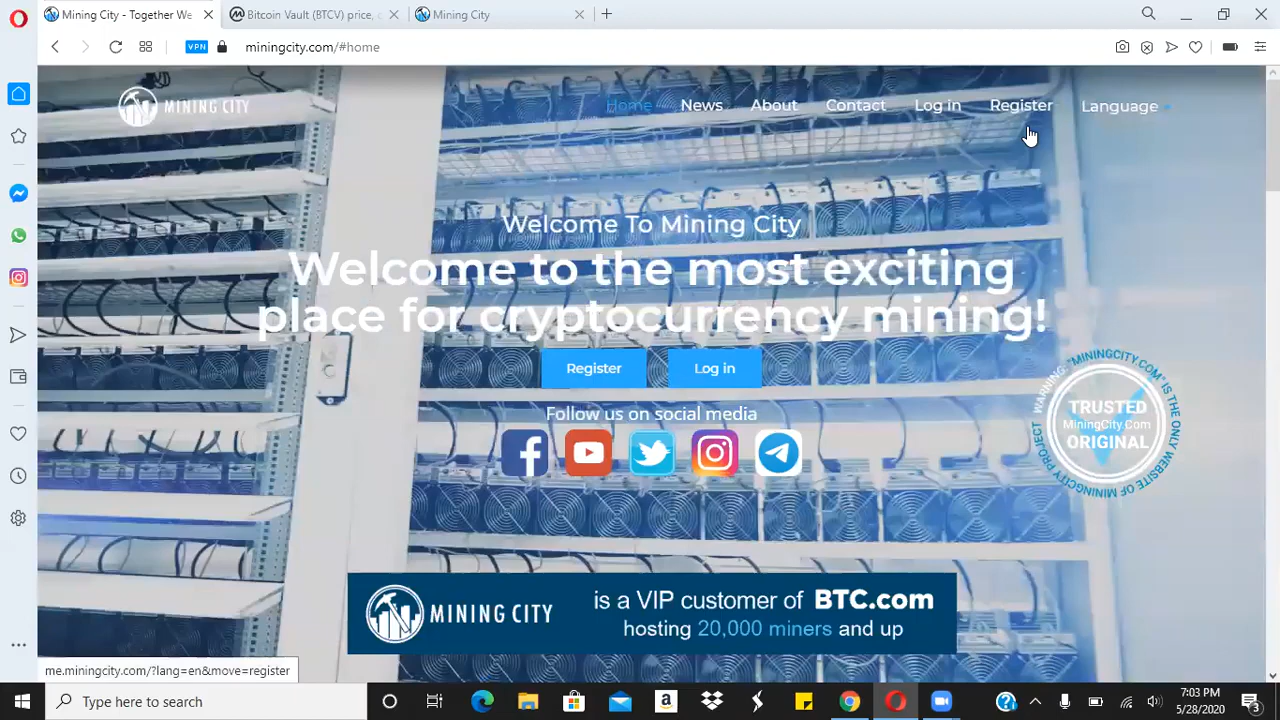 Mining City - Together We
Bitcoin Vault (BTCV) price, c
Mining City
VPN
miningcity.com/#home
MINING CITY
Home
News
About
Contact
Log in
Register
Language
Welcome To Mining City
Welcome to the most exciting
place for cryptocurrency mining!
Register
Log in
Follow us on social media
WARNING: "MININGCITY.COM" IS THE ONLY WEBSITE OF MININGCITY PROJECT
TRUSTED
MiningCity.Com
ORIGINAL
MINING CITY
is a VIP customer of BTC.com
hosting 20,000 miners and up
me.miningcity.com/?lang=en&move=register
Type here to search
7:03 PM
5/28/2020
3